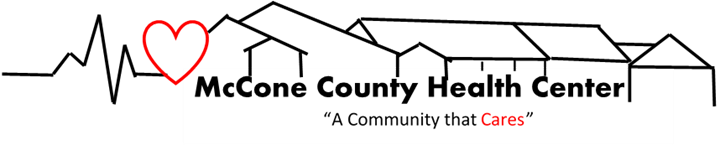 McCone County Health Center
“A Community that Cares”